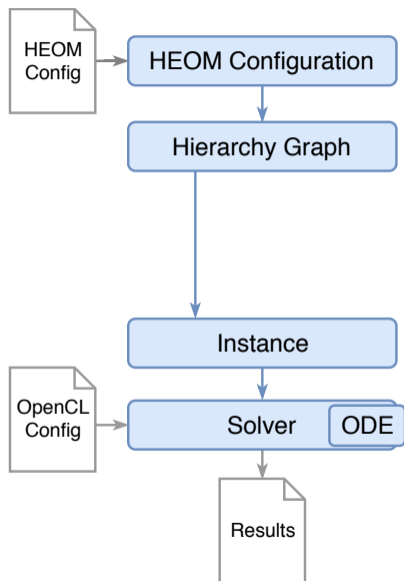 HEOM
Config
HEOM Configuration
Hierarchy Graph
Instance
OpenCL
Config
Solver
ODE
Results